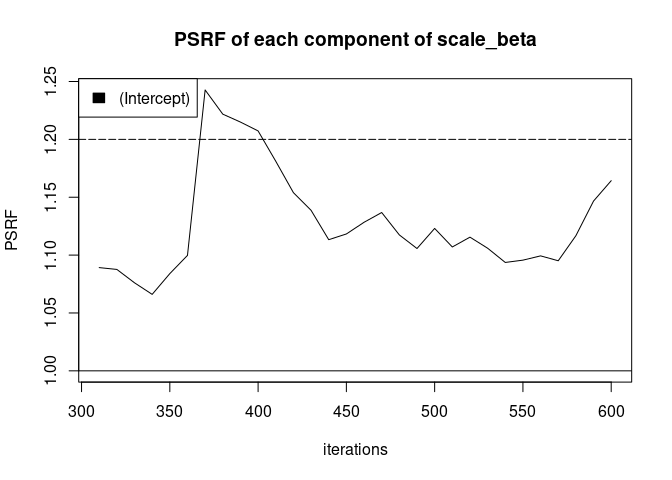 PSRF of each component of scale_beta
(Intercept)
PSRF
1.25
1.20
1.15
1.10
1.05
1.00
300 350 400 450 500 550 600
iterations